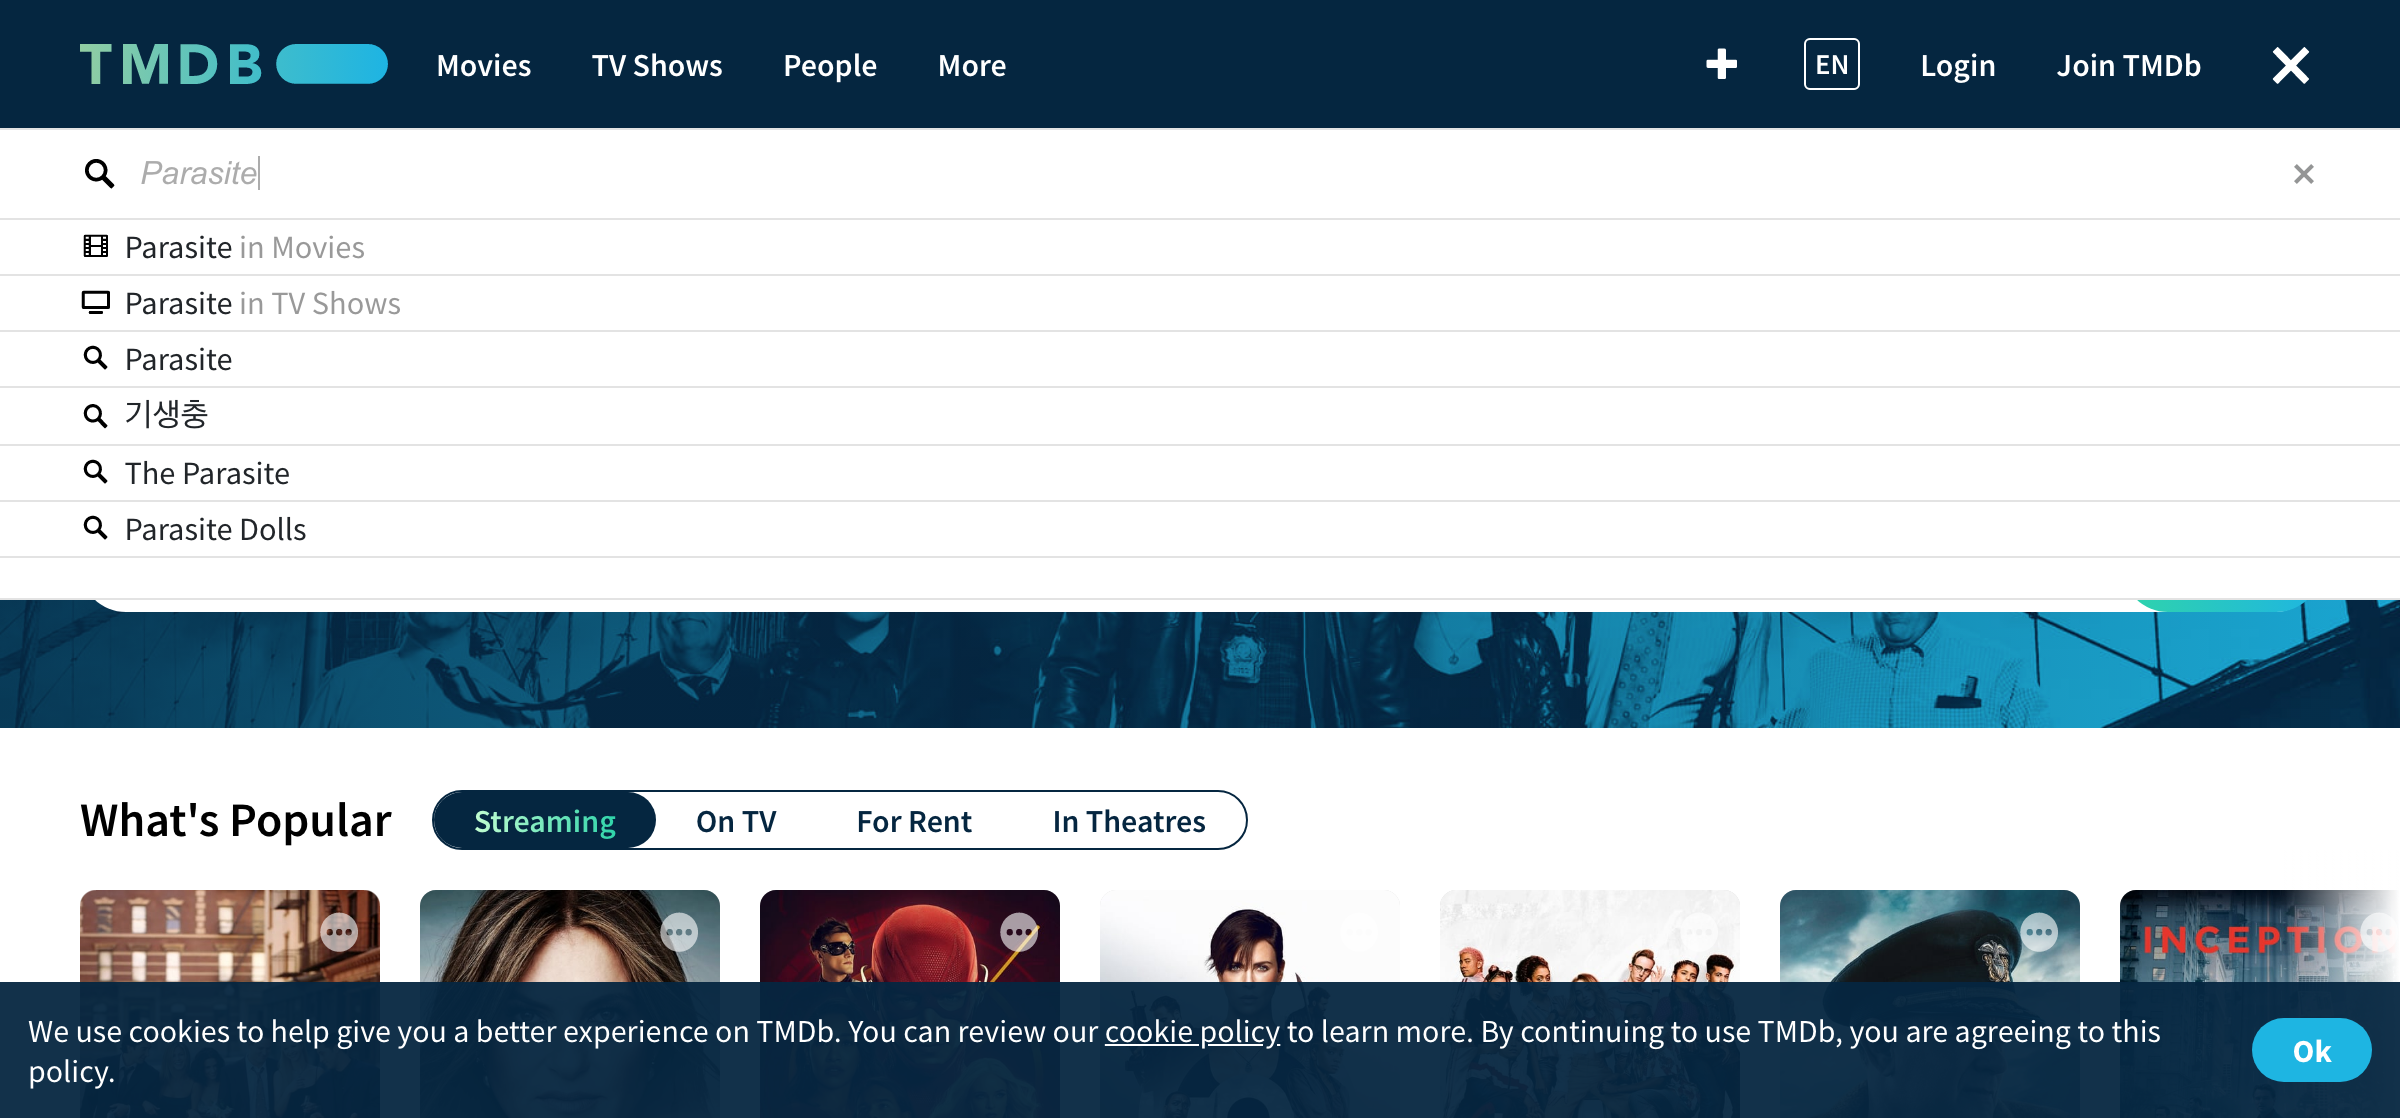 TMDB Movies TV Shows People More EN Login Join TMDb
Parasite
Parasite in Movies
Parasite in TV Shows
Parasite
기생충
The Parasite
Parasite Dolls
What's Popular Streaming On TV For Rent In Theatres
INCEPTIO
We use cookies to help give you a better experience on TMDb. You can review our cookie policy to learn more. By continuing to use TMDb, you are agreeing to this
policy.
Ok